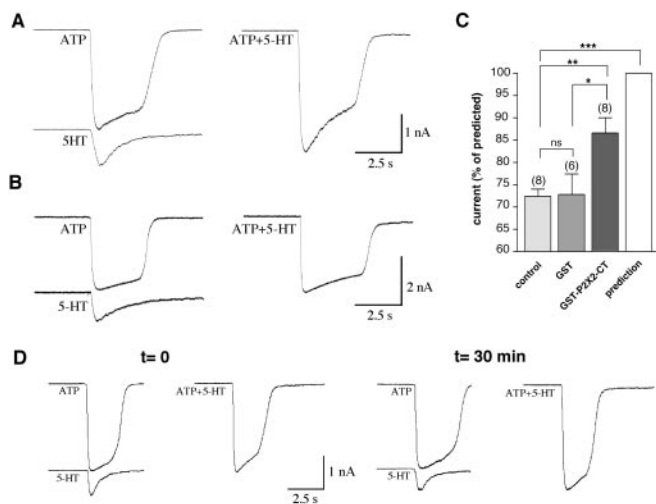 A
ATP
ATP+5-HT
5HT
1 nA
2.5 s
B
ATP
ATP+5-HT
5-HT
2 nA
2.5 s
C
***
**
*
ns
(8)
(6)
(8)
100
95
90
85
80
75
70
65
60
current (% of predicted)
control
GST
GST-P2X2-CT
prediction
D
t= 0
t= 30 min
ATP
ATP+5-HT
5-HT
1 nA
2.5 s
ATP
ATP+5-HT
5-HT